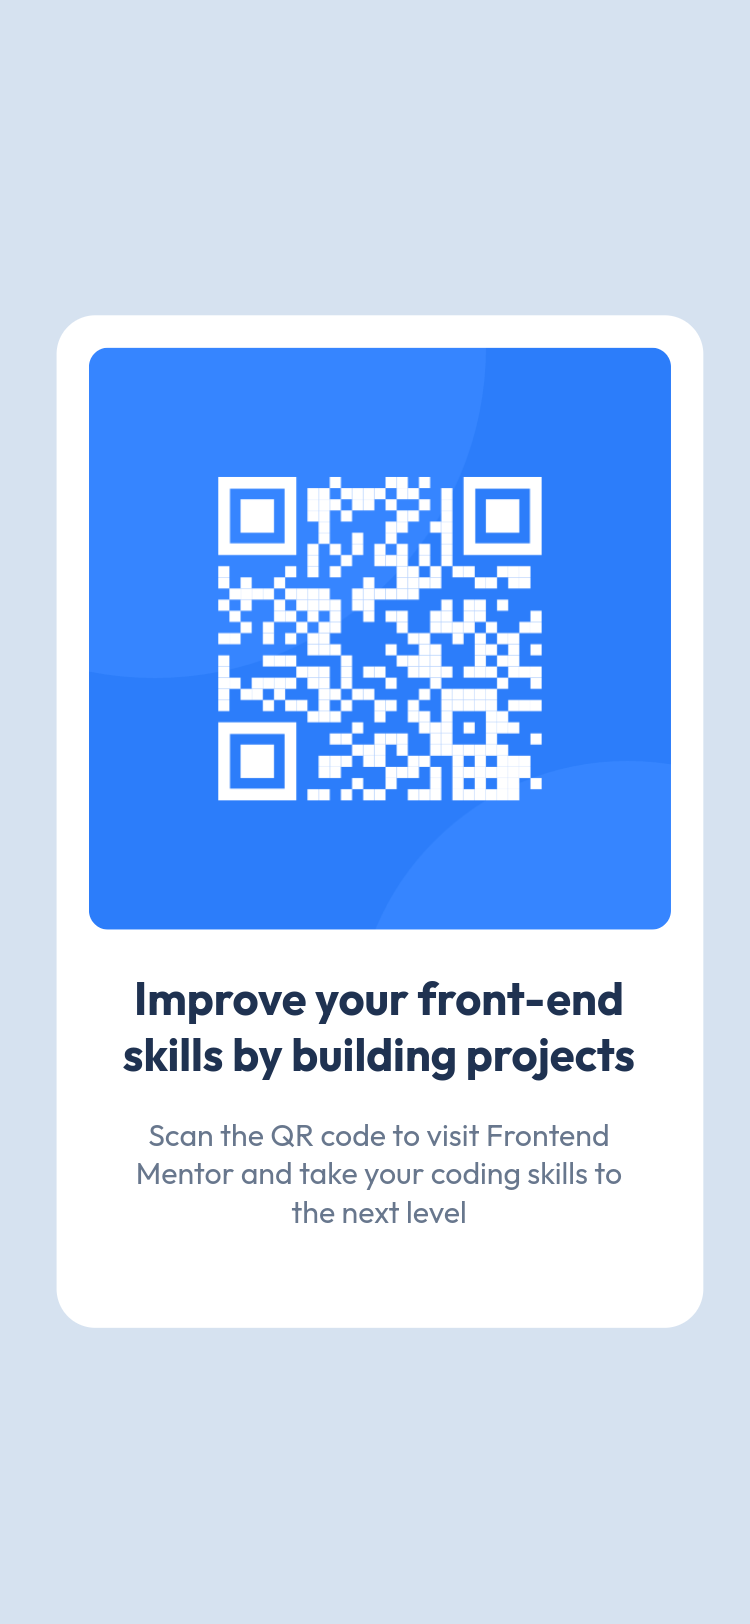 Improve your front-end
skills by building projects
Scan the QR code to visit Frontend
Mentor and take your coding skills to
the next level